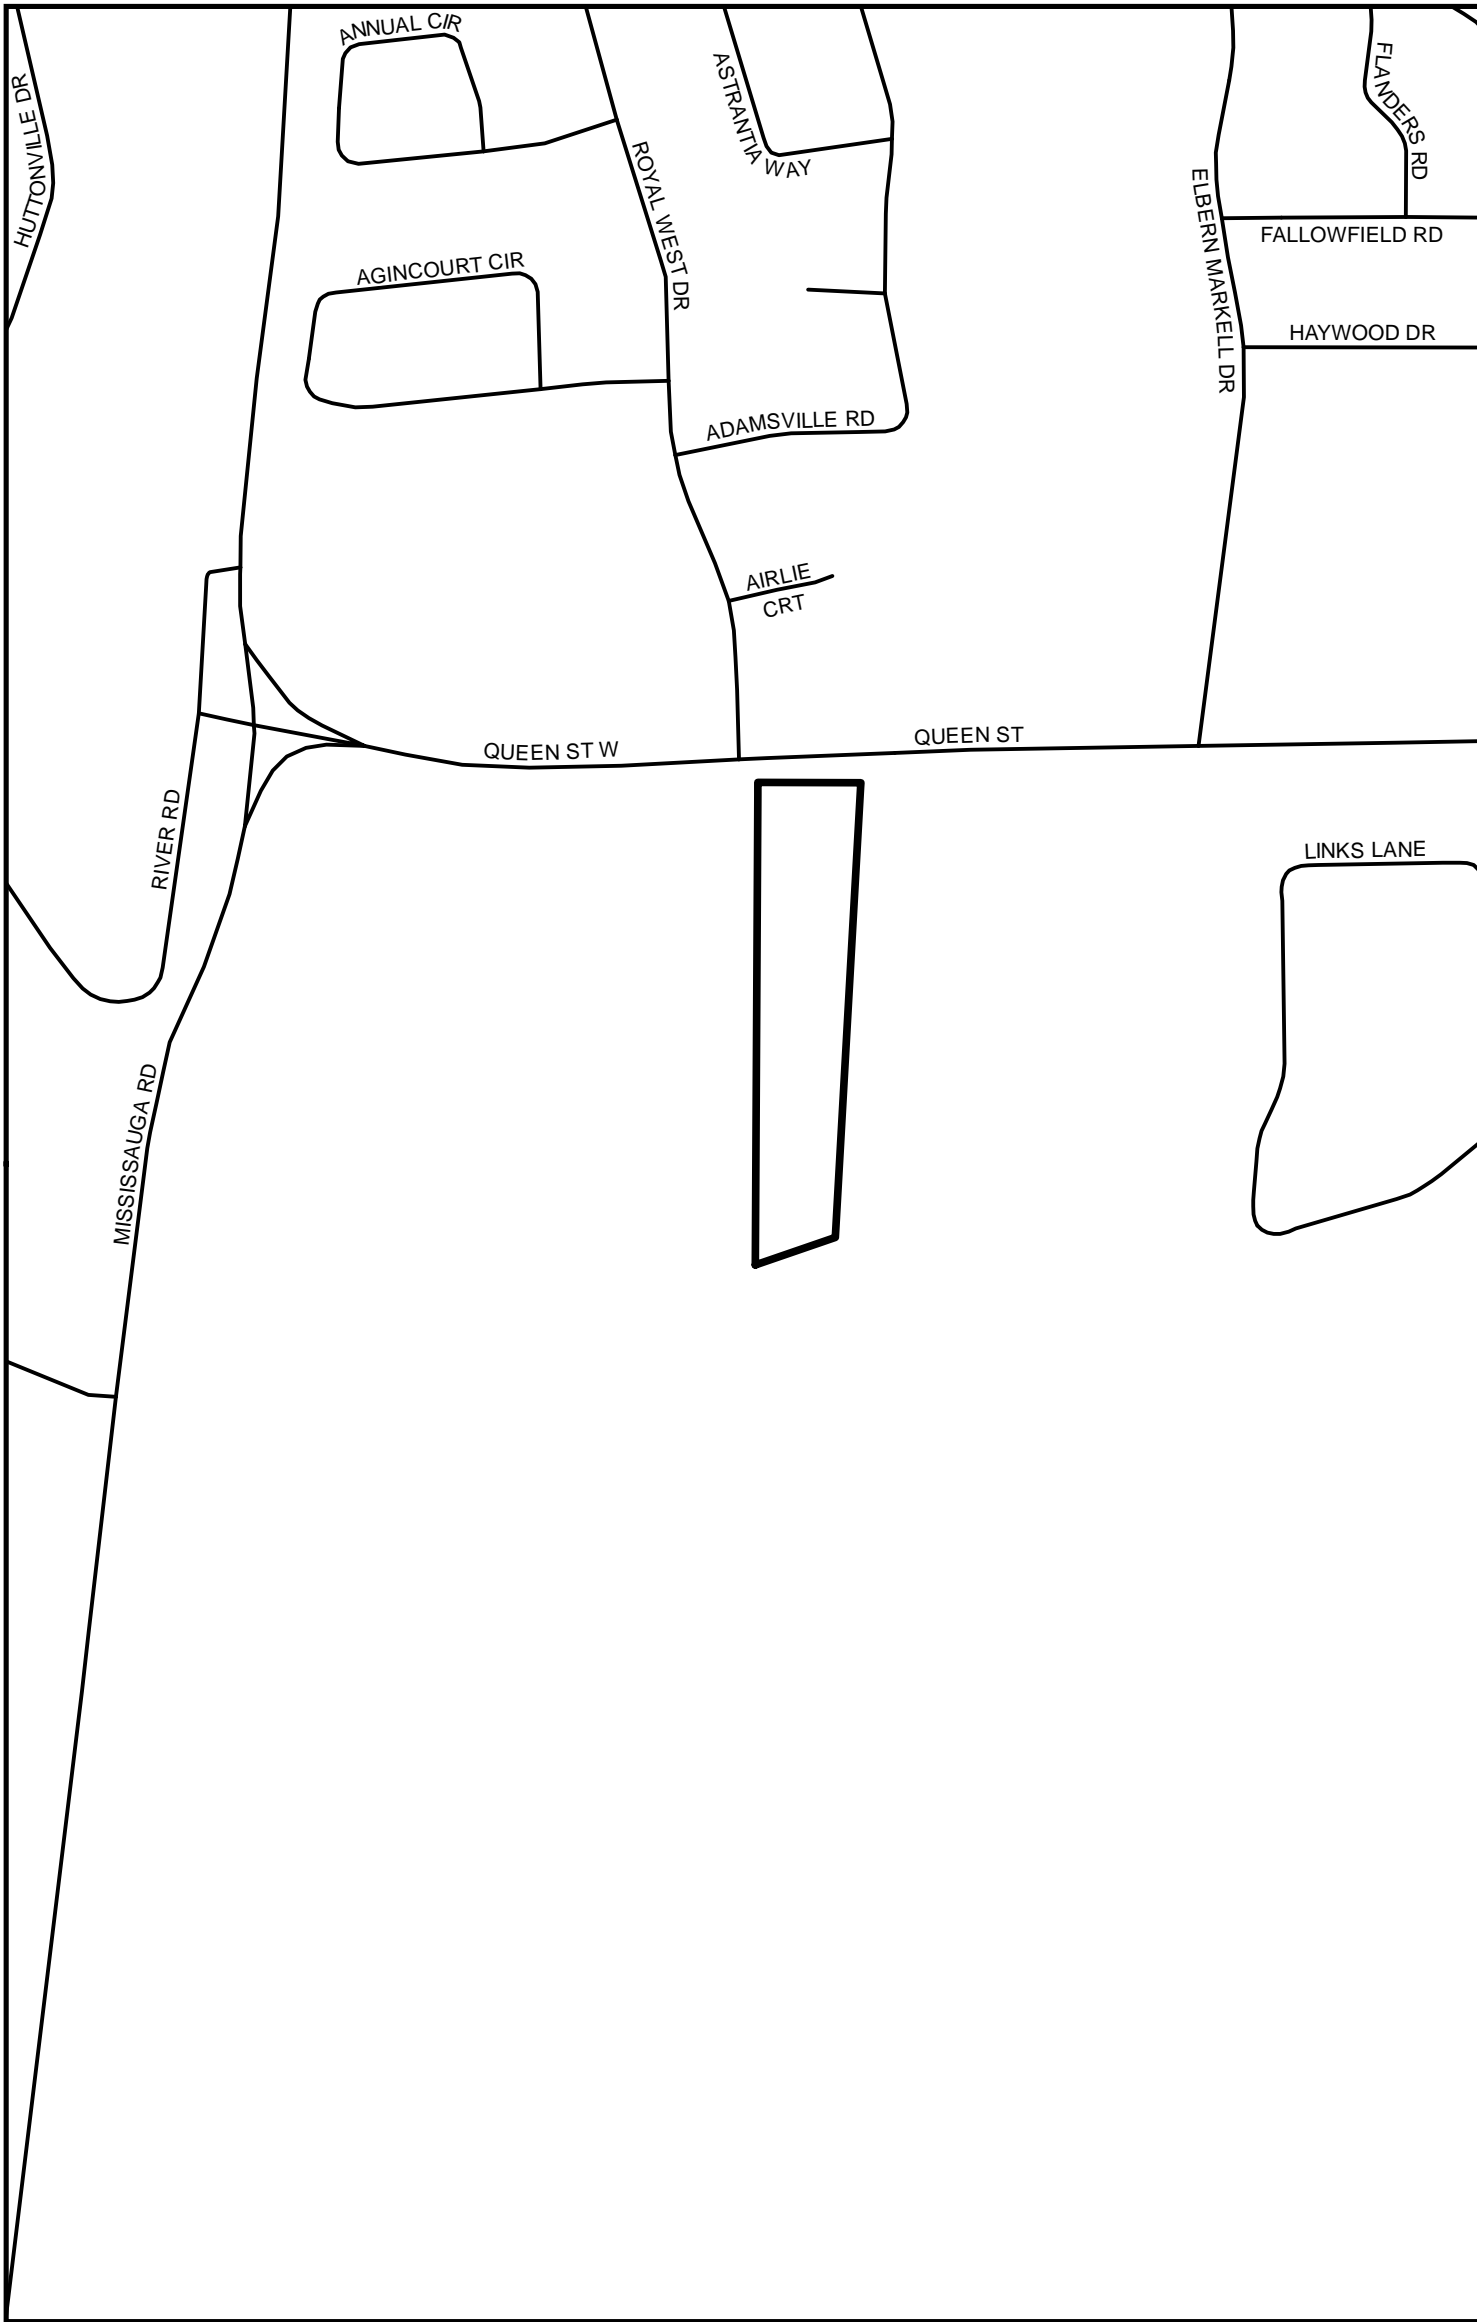 ANNUAL CIR
HUTTONVILLE DR
ASTRANTIA WAY
FLANDERS RD
ROYAL WEST DR
ELBERN MARKELL DR
FALLOWFIELD RD
AGINCOURT CIR
HAYWOOD DR
ADAMSVILLE RD
AIRLIE
CRT
QUEEN ST W
QUEEN ST
RIVER RD
LINKS LANE
MISSISSAUGA RD